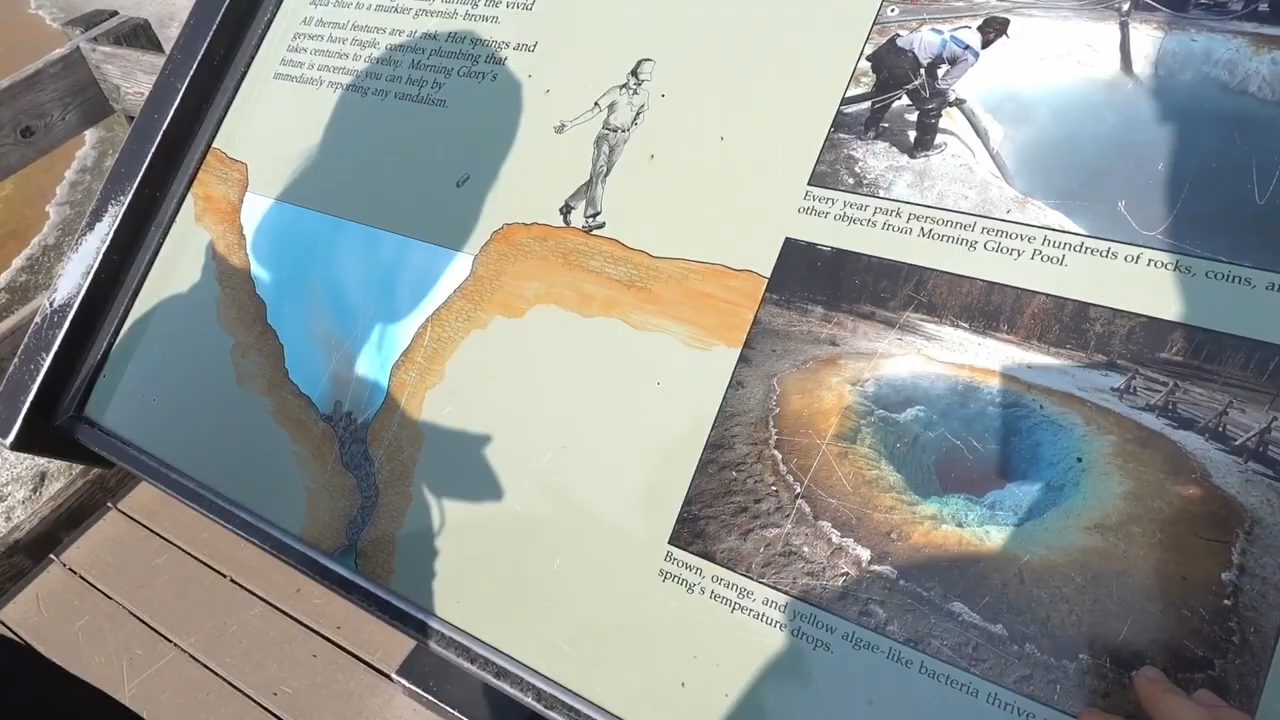 turning the vivid
aqua-blue to a murkier greenish-brown.
All thermal features are at risk. Hot springs and
geysers have fragile, complex plumbing that
takes centuries to develop. Morning Glory's
future is uncertain; you can help by
immediately reporting any vandalism.
Every year park personnel remove hundreds of rocks, coins,
other objects from Morning Glory Pool.
Brown, orange, and yellow algae-like bacteria thrive
spring's temperature drops.